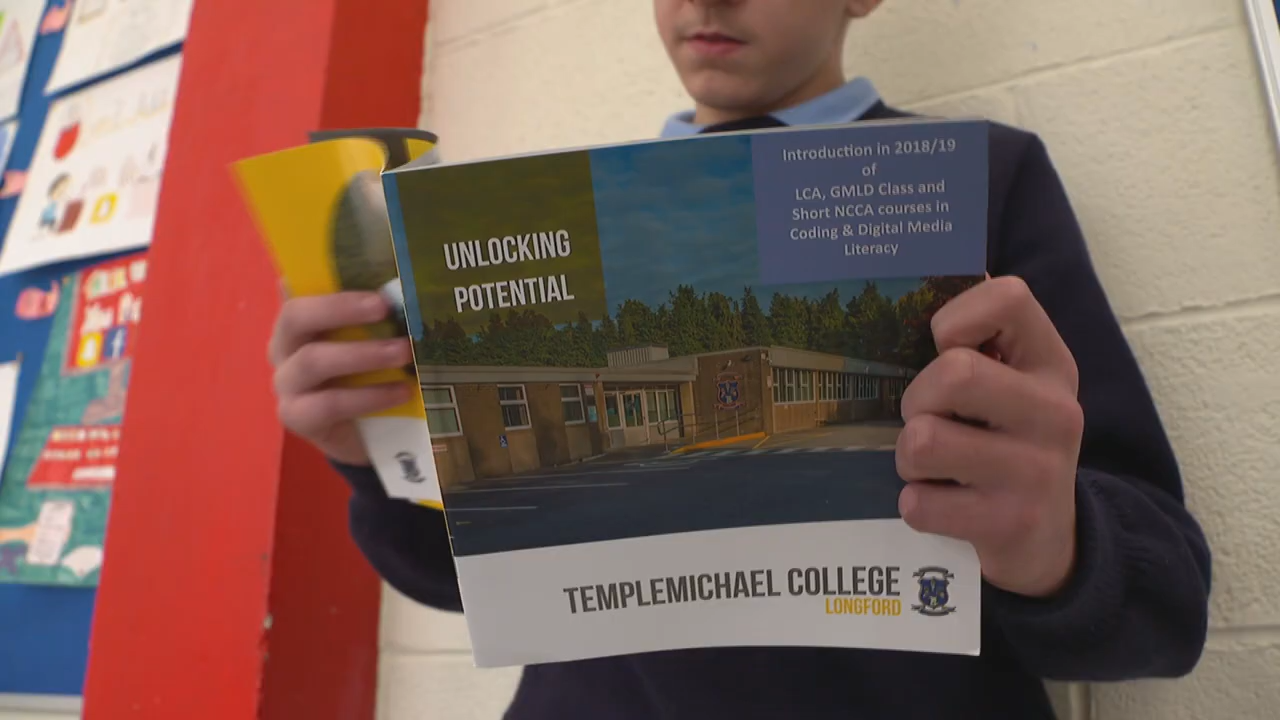 UNLOCKING
POTENTIAL
Introduction in 2018/19
of
LCA, GMLD Class and
Short NCCA courses in
Coding & Digital Media
Literacy
TEMPLEMICHAEL COLLEGE
LONGFORD